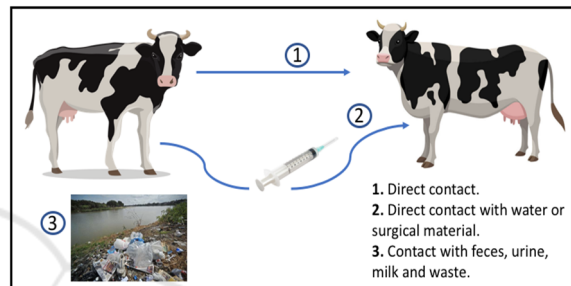 1
2
3
1. Direct contact.
2. Direct contact with water or
surgical material.
3. Contact with feces, urine,
milk and waste.